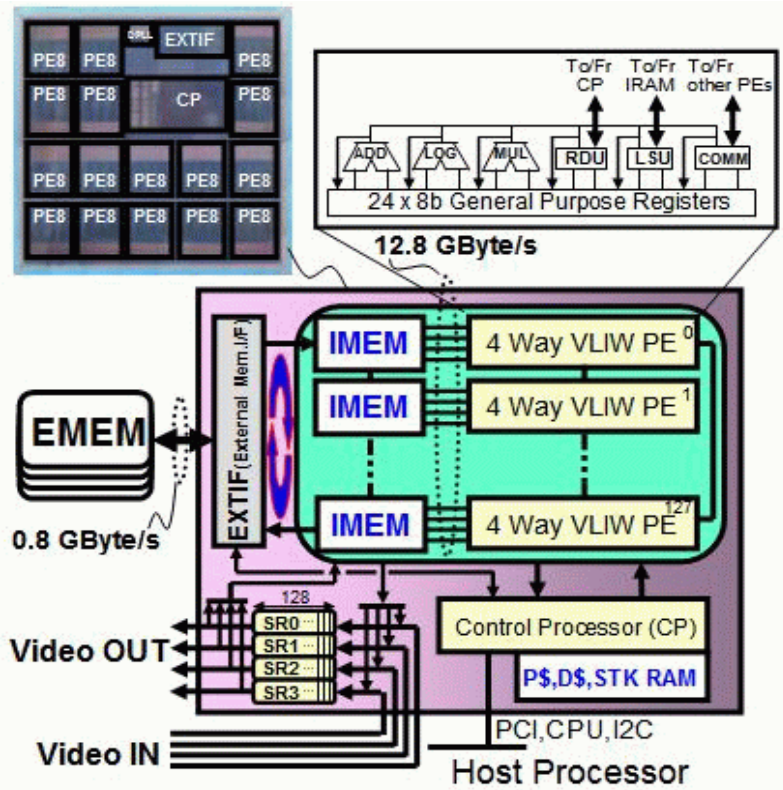 DPLL EXTIF
PE8 PE8 PE8
PE8 PE8 CP PE8
PE8 PE8 PE8 PE8 PE8
PE8 PE8 PE8 PE8 PE8
To/Fr CP
To/Fr IRAM
To/Fr other PEs
ADD LOG MUL RDU LSU COMM
24 x 8b General Purpose Registers
12.8 GByte/s
EXTIF(External Mem.I/F)
IMEM
4 Way VLIW PE 0
IMEM
4 Way VLIW PE 1
IMEM
4 Way VLIW PE 127
EMEM
0.8 GByte/s
128
SR0 ...
SR1 ...
SR2 ...
SR3 ...
Video OUT
Video IN
Control Processor (CP)
P$,D$,STK RAM
PCI,CPU,I2C
Host Processor